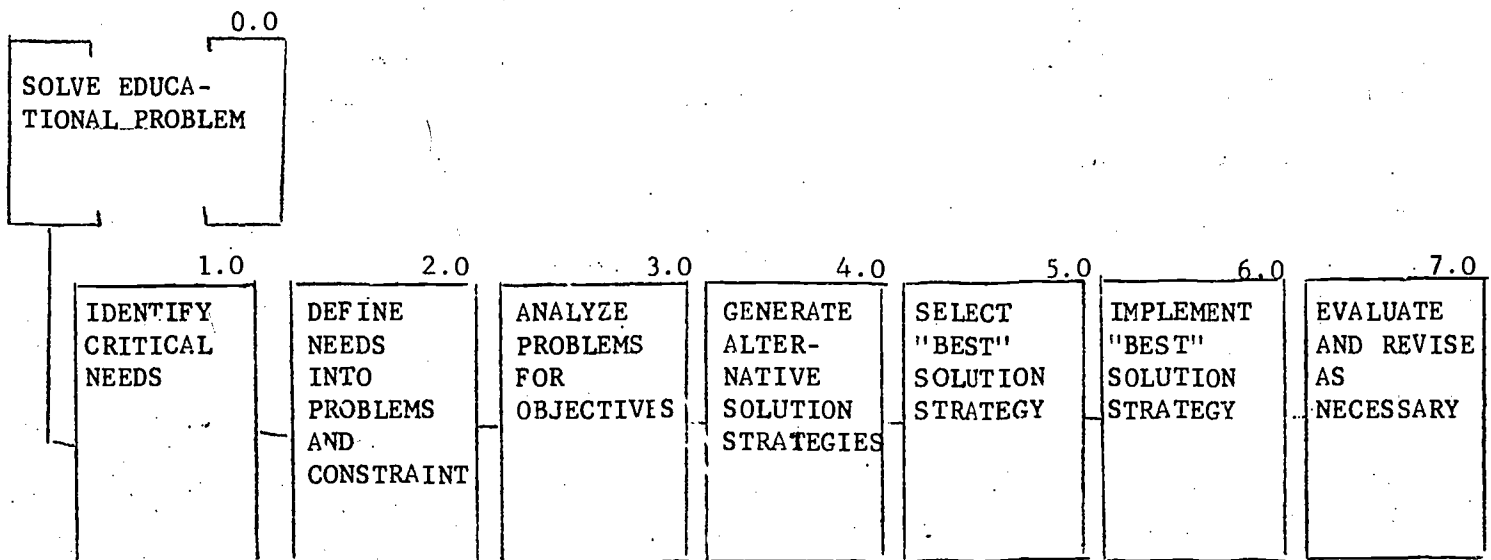 0.0
SOLVE EDUCA-
TIONAL PROBLEM
1.0
IDENTIFY
CRITICAL
NEEDS
2.0
DEFINE
NEEDS
INTO
PROBLEMS
AND
CONSTRAINT
3.0
ANALYZE
PROBLEMS
FOR
OBJECTIVES
4.0
GENERATE
ALTER-
NATIVE
SOLUTION
STRATEGIES
5.0
SELECT
"BEST"
SOLUTION
STRATEGY
6.0
IMPLEMENT
"BEST"
SOLUTION
STRATEGY
7.0
EVALUATE
AND REVISE
AS
NECESSARY